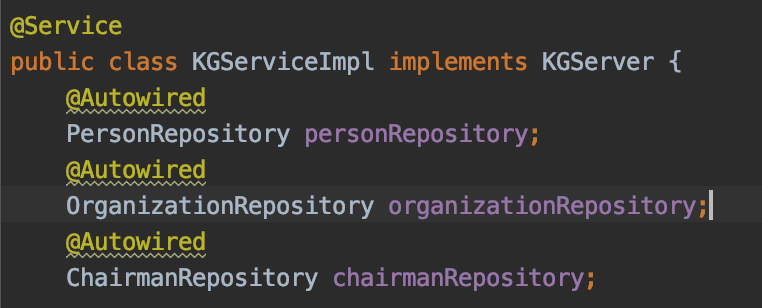 @Service
public class KGServiceImpl implements KGServer {
@Autowired
PersonRepository personRepository;
@Autowired
OrganizationRepository organizationRepository;
@Autowired
ChairmanRepository chairmanRepository;